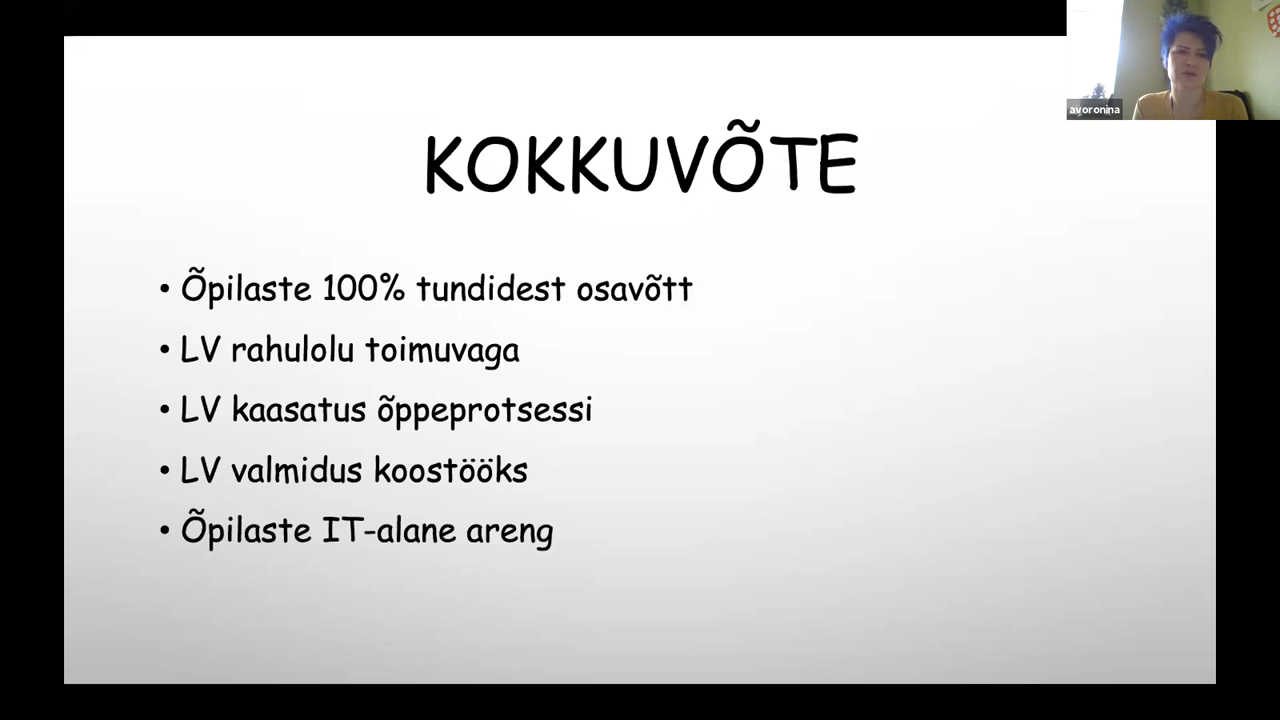 avoronina
KOKKUVÕTE
• Õpilaste 100% tundidest osavõtt
• LV rahulolu toimuvaga
• LV kaasatus õppeprotsessi
• LV valmidus koostööks
• Õpilaste IT-alane areng